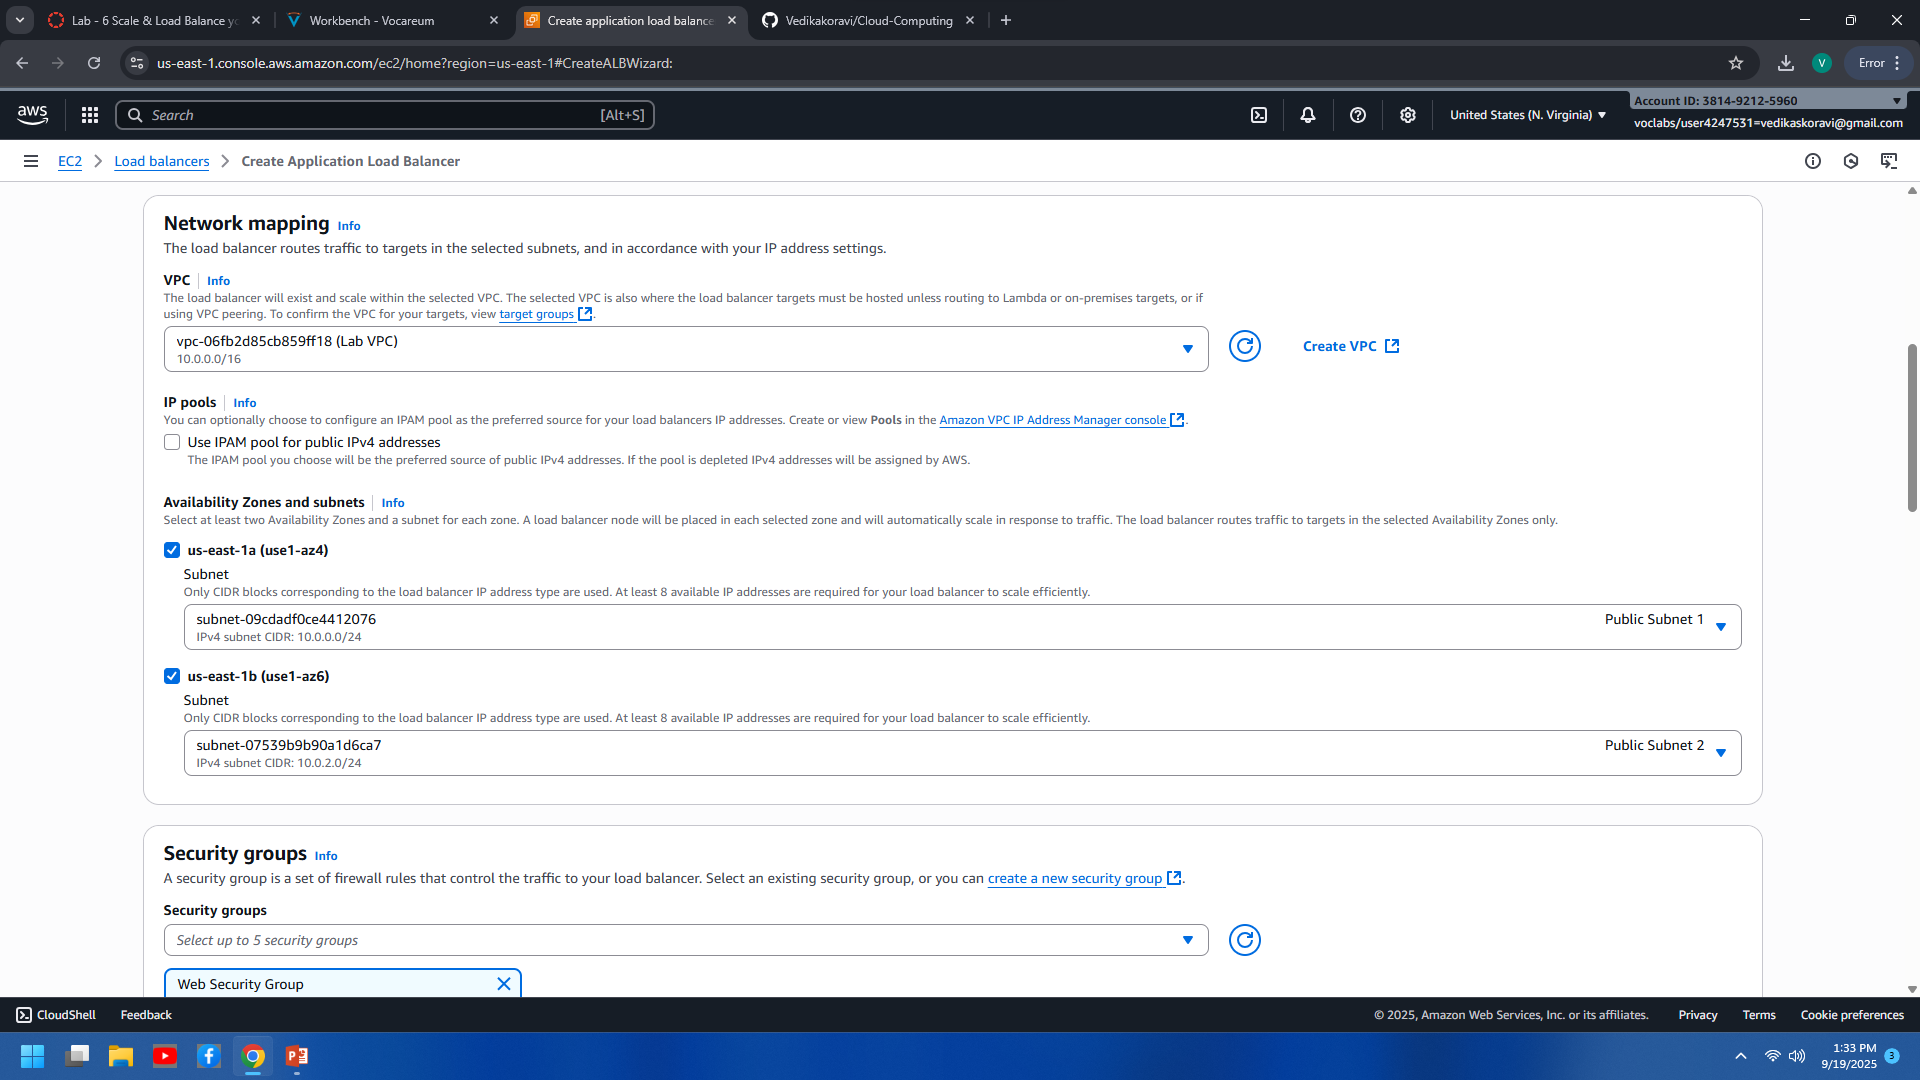 Lab - 6 Scale & Load Balance yo
Workbench - Vocareum
Create application load balance
Vedikakoravi/Cloud-Computing
us-east-1.console.aws.amazon.com/ec2/home?region=us-east-1#CreateALBWizard:
V
Error
aws
Search
[Alt+S]
United States (N. Virginia)
Account ID: 3814-9212-5960
voclabs/user4247531=vedikaskoravi@gmail.com
EC2
Load balancers
Create Application Load Balancer
Network mapping Info
The load balancer routes traffic to targets in the selected subnets, and in accordance with your IP address settings.
VPC Info
The load balancer will exist and scale within the selected VPC. The selected VPC is also where the load balancer targets must be hosted unless routing to Lambda or on-premises targets, or if
using VPC peering. To confirm the VPC for your targets, view target groups.
vpc-06fb2d85cb859ff18 (Lab VPC)
10.0.0.0/16
Create VPC
IP pools Info
You can optionally choose to configure an IPAM pool as the preferred source for your load balancers IP addresses. Create or view Pools in the Amazon VPC IP Address Manager console.
Use IPAM pool for public IPv4 addresses
The IPAM pool you choose will be the preferred source of public IPv4 addresses. If the pool is depleted IPv4 addresses will be assigned by AWS.
Availability Zones and subnets Info
Select at least two Availability Zones and a subnet for each zone. A load balancer node will be placed in each selected zone and will automatically scale in response to traffic. The load balancer routes traffic to targets in the selected Availability Zones only.
us-east-1a (use1-az4)
Subnet
Only CIDR blocks corresponding to the load balancer IP address type are used. At least 8 available IP addresses are required for your load balancer to scale efficiently.
subnet-09cdadf0ce4412076
Public Subnet 1
IPv4 subnet CIDR: 10.0.0.0/24
us-east-1b (use1-az6)
Subnet
Only CIDR blocks corresponding to the load balancer IP address type are used. At least 8 available IP addresses are required for your load balancer to scale efficiently.
subnet-07539b9b90a1d6ca7
Public Subnet 2
IPv4 subnet CIDR: 10.0.2.0/24
Security groups Info
A security group is a set of firewall rules that control the traffic to your load balancer. Select an existing security group, or you can create a new security group.
Security groups
Select up to 5 security groups
Web Security Group
CloudShell
Feedback
© 2025, Amazon Web Services, Inc. or its affiliates.
Privacy
Terms
Cookie preferences
1:33 PM
9/19/2025
3